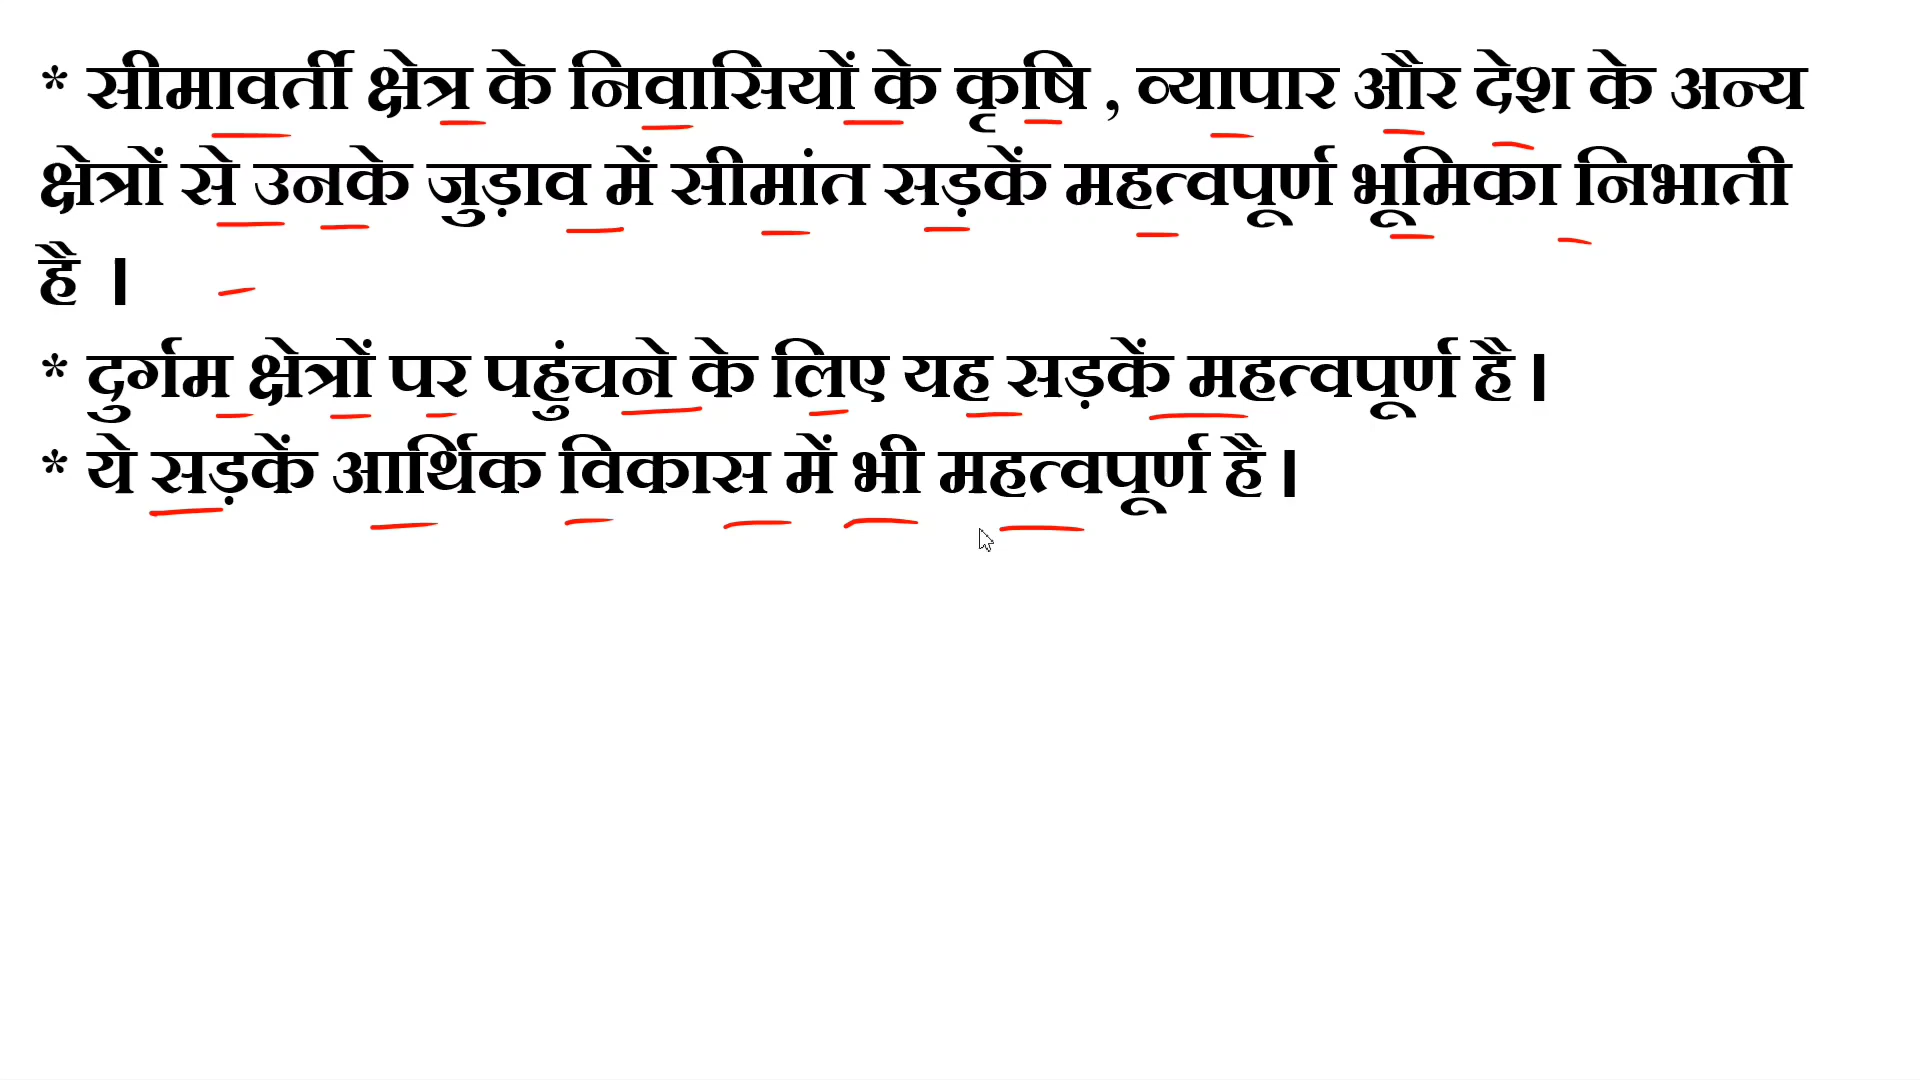 * सीमावर्ती क्षेत्र के निवासियों के कृषि , व्यापार और देश के अन्य
क्षेत्रों से उनके जुड़ाव में सीमांत सड़कें महत्वपूर्ण भूमिका निभाती
है ।
* दुर्गम क्षेत्रों पर पहुंचने के लिए यह सड़कें महत्वपूर्ण है ।
* ये सड़कें आर्थिक विकास में भी महत्वपूर्ण है ।